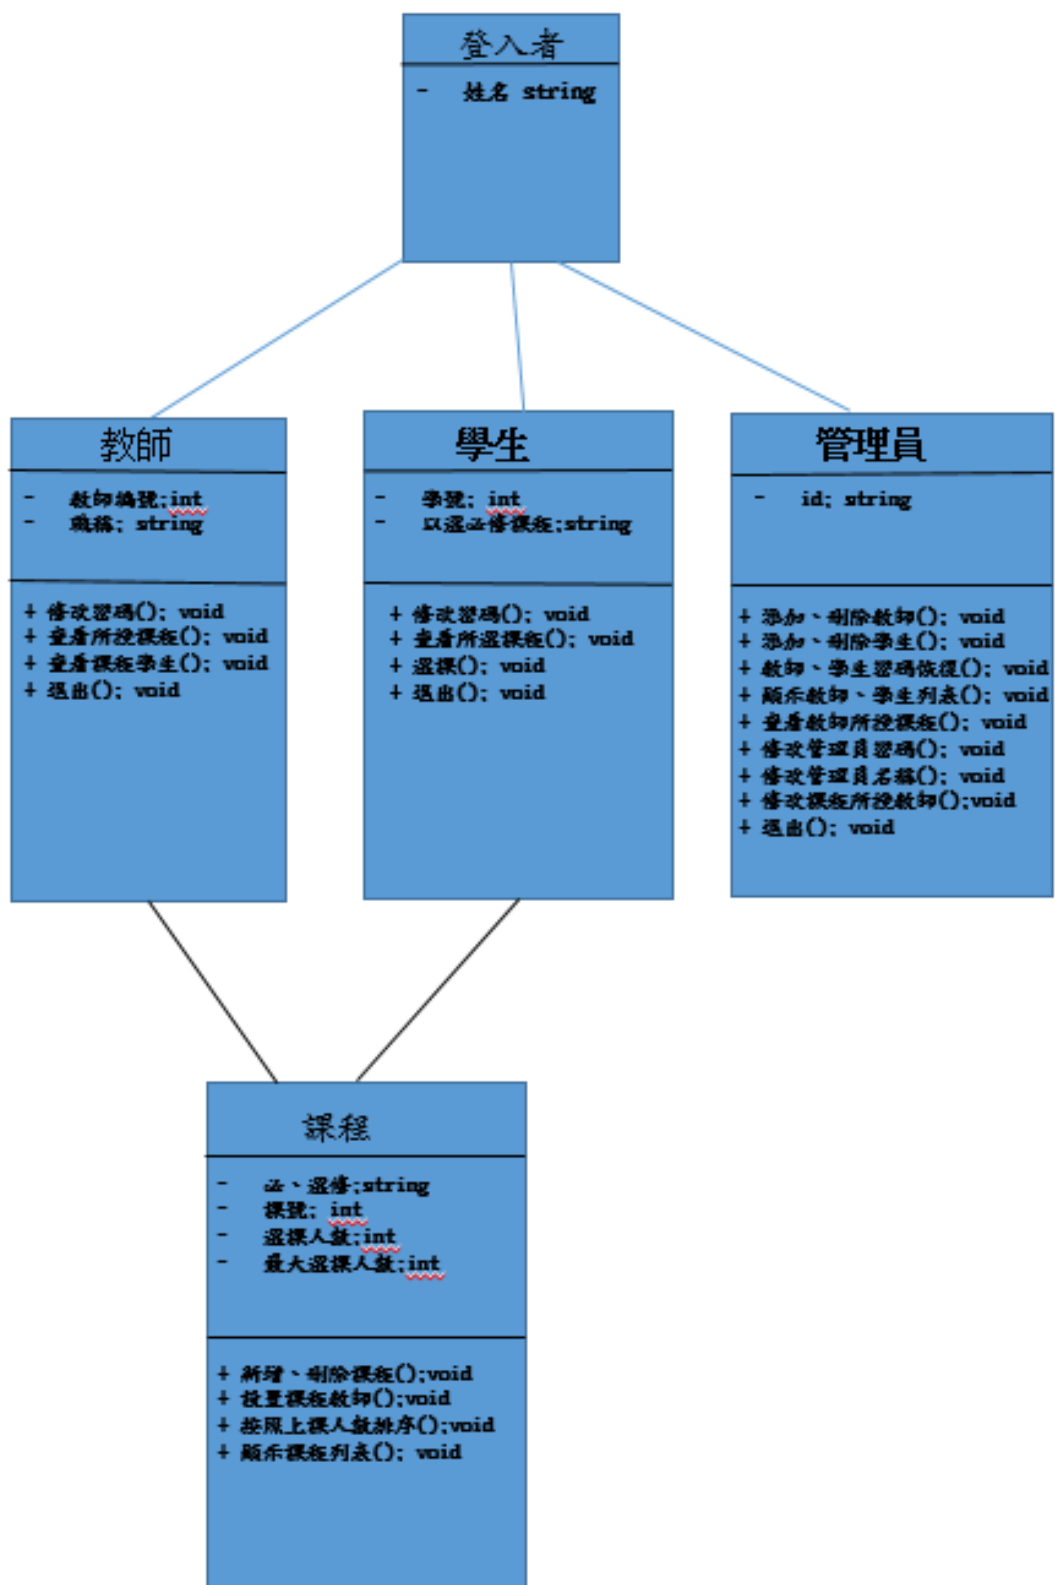 登入者
- 姓名 string
教師
- 教師編號;int
- 職稱; string
+ 修改密碼(); void
+ 查看所授課程(); void
+ 查看課程學生(); void
+ 退出(); void
學生
- 學號; int
- 以選必修課程;string
+ 修改密碼(); void
+ 查看所選課程(); void
+ 選課(); void
+ 退出(); void
管理員
- id; string
+ 添加、刪除教師(); void
+ 添加、刪除學生(); void
+ 教師、學生密碼恢復(); void
+ 顯示教師、學生列表(); void
+ 查看教師所授課程(); void
+ 修改管理員密碼(); void
+ 修改管理員名稱(); void
+ 修改課程所授教師();void
+ 退出(); void
課程
- 必、選修;string
- 課號; int
- 選課人數;int
- 最大選課人數;int
+ 新增、刪除課程();void
+ 設置課程教師();void
+ 按照上課人數排序();void
+ 顯示課程列表(); void